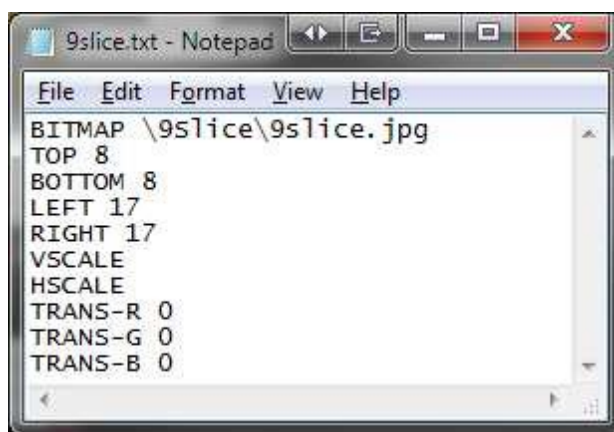 9slice.txt - Notepad
File Edit Format View Help
BITMAP \9Slice\9slice.jpg
TOP 8
BOTTOM 8
LEFT 17
RIGHT 17
VSCALE
HSCALE
TRANS-R 0
TRANS-G 0
TRANS-B 0